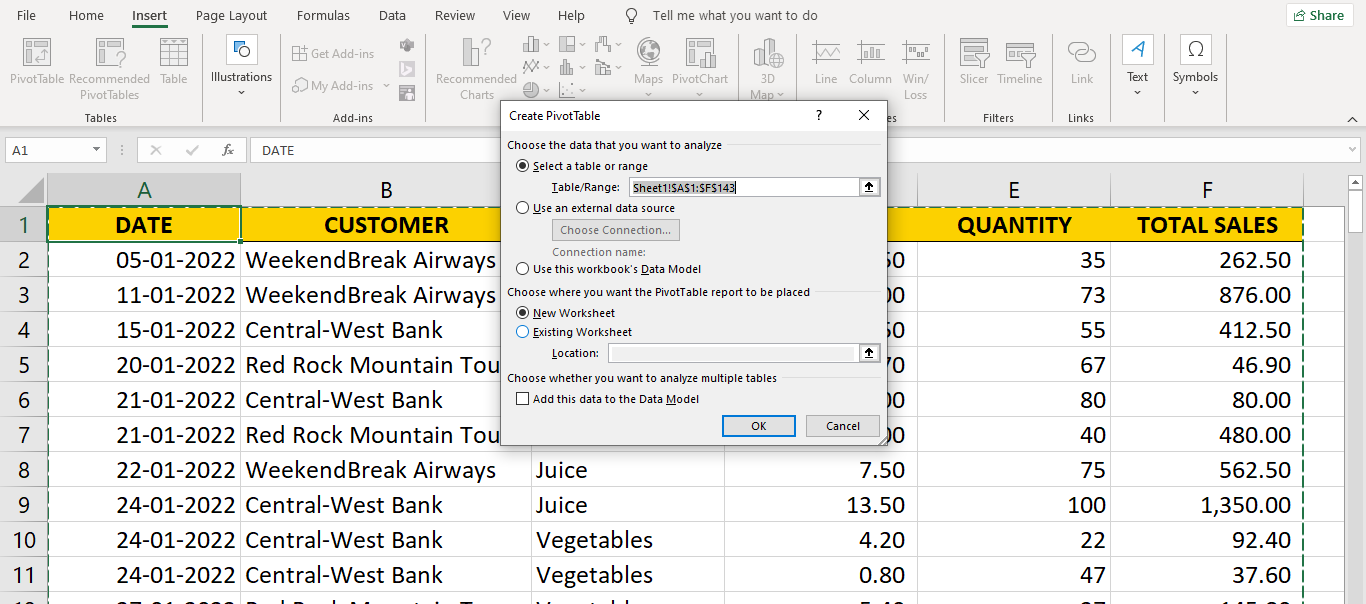 File Home Insert Page Layout Formulas Data Review View Help Tell me what you want to do Share
PivotTable Recommended PivotTables Table Illustrations
Get Add-ins
My Add-ins
Recommended Charts Maps PivotChart 3D Map Line Column Win/Loss Slicer Timeline Link Text Symbols
Tables Add-ins Filters Links
A1 fx DATE
Create PivotTable ? ×
Choose the data that you want to analyze
Select a table or range
Table/Range: Sheet1!$A$1:$F$143
Use an external data source
Choose Connection...
Connection name:
Use this workbook's Data Model
Choose where you want the PivotTable report to be placed
New Worksheet
Existing Worksheet
Location:
Choose whether you want to analyze multiple tables
Add this data to the Data Model
OK Cancel
A B E F
1 DATE CUSTOMER QUANTITY TOTAL SALES
2 05-01-2022 WeekendBreak Airways 35 262.50
3 11-01-2022 WeekendBreak Airways 73 876.00
4 15-01-2022 Central-West Bank 55 412.50
5 20-01-2022 Red Rock Mountain Tou 67 46.90
6 21-01-2022 Central-West Bank 80 80.00
7 21-01-2022 Red Rock Mountain Tou 40 480.00
8 22-01-2022 WeekendBreak Airways Juice 7.50 75 562.50
9 24-01-2022 Central-West Bank Juice 13.50 100 1,350.00
10 24-01-2022 Central-West Bank Vegetables 4.20 22 92.40
11 24-01-2022 Central-West Bank Vegetables 0.80 47 37.60